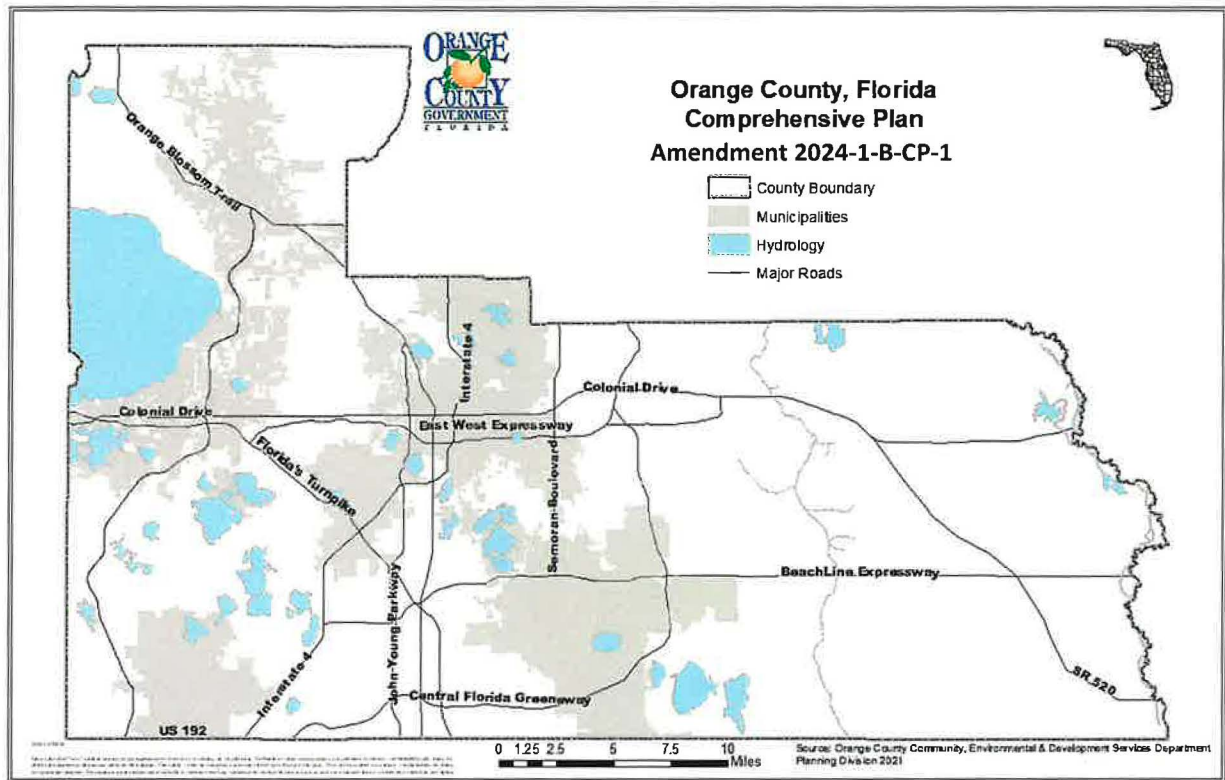 ORANGE
COUNTY
GOVERNMENT
FLORIDA
Orange County, Florida
Comprehensive Plan
Amendment 2024-1-B-CP-1
County Boundary
Municipalities
Hydrology
Major Roads
Orange Blossom Trail
Interstate 4
Colonial Drive
Colonial Drive
East West Expressway
Florida's Turnpike
Semoran Boulevard
BeachLine Expressway
John Young Parkway
Interstate 4
Central Florida Greeneway
SR 520
US 192
0 1.25 2.5 5 7.5 10
Miles
Source: Orange County Community, Environmental & Development Services Department
Planning Division 2021